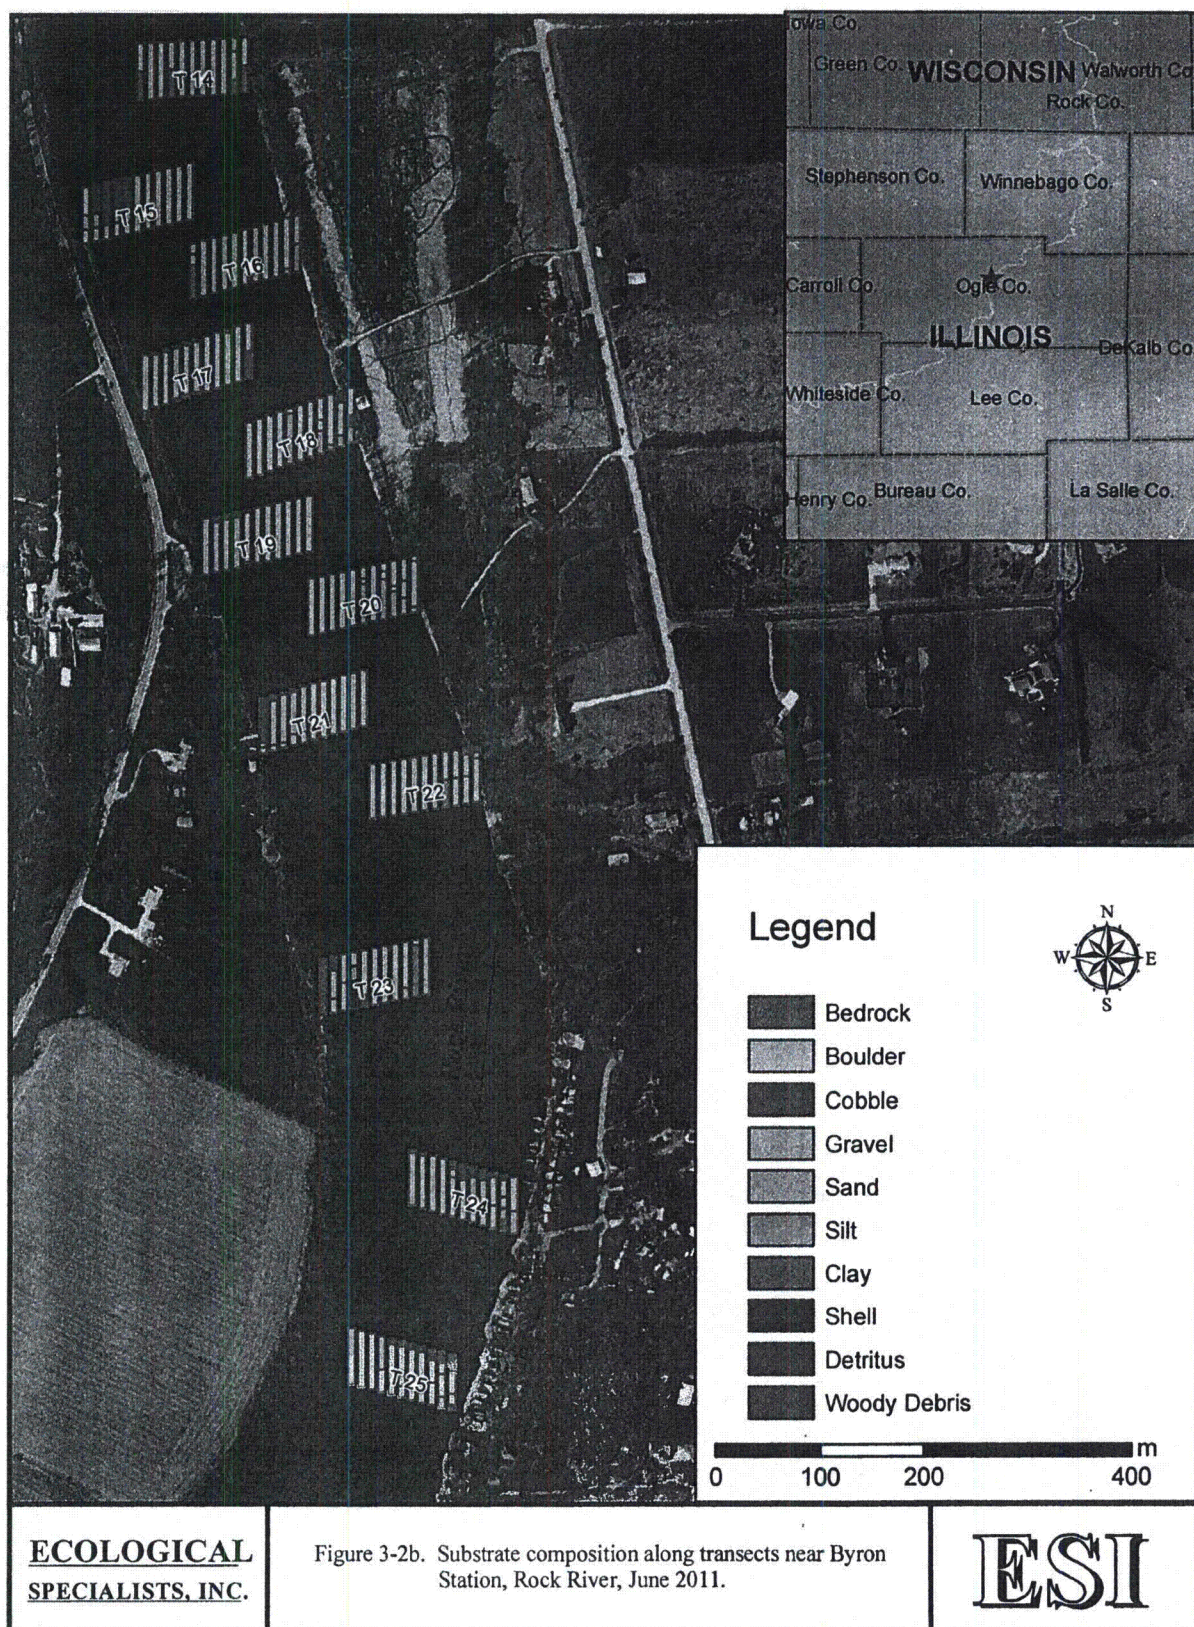 T 14
T 15
T 16
T 17
T 18
T 19
T 20
T 21
T 22
T 23
T 24
T 25
Iowa Co.
Green Co.
WISCONSIN
Walworth Co
Rock Co.
Stephenson Co.
Winnebago Co.
Carroll Co.
Ogle Co.
ILLINOIS
DeKalb Co
Whiteside Co.
Lee Co.
Henry Co.
Bureau Co.
La Salle Co.
Legend
N
W E
S
Bedrock
Boulder
Cobble
Gravel
Sand
Silt
Clay
Shell
Detritus
Woody Debris
m
0 100 200 400
ECOLOGICAL
SPECIALISTS, INC.
Figure 3-2b. Substrate composition along transects near Byron
Station, Rock River, June 2011.
ESI